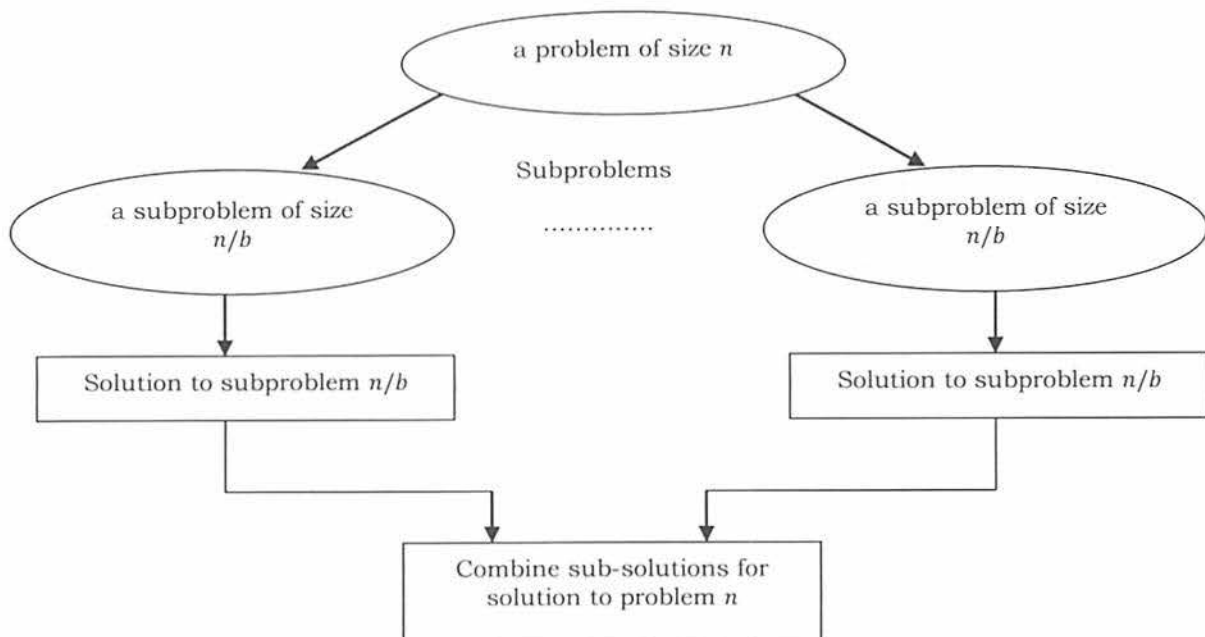 a problem of size n
Subproblems
a subproblem of size
n/b
..............
a subproblem of size
n/b
Solution to subproblem n/b
Solution to subproblem n/b
Combine sub-solutions for
solution to problem n